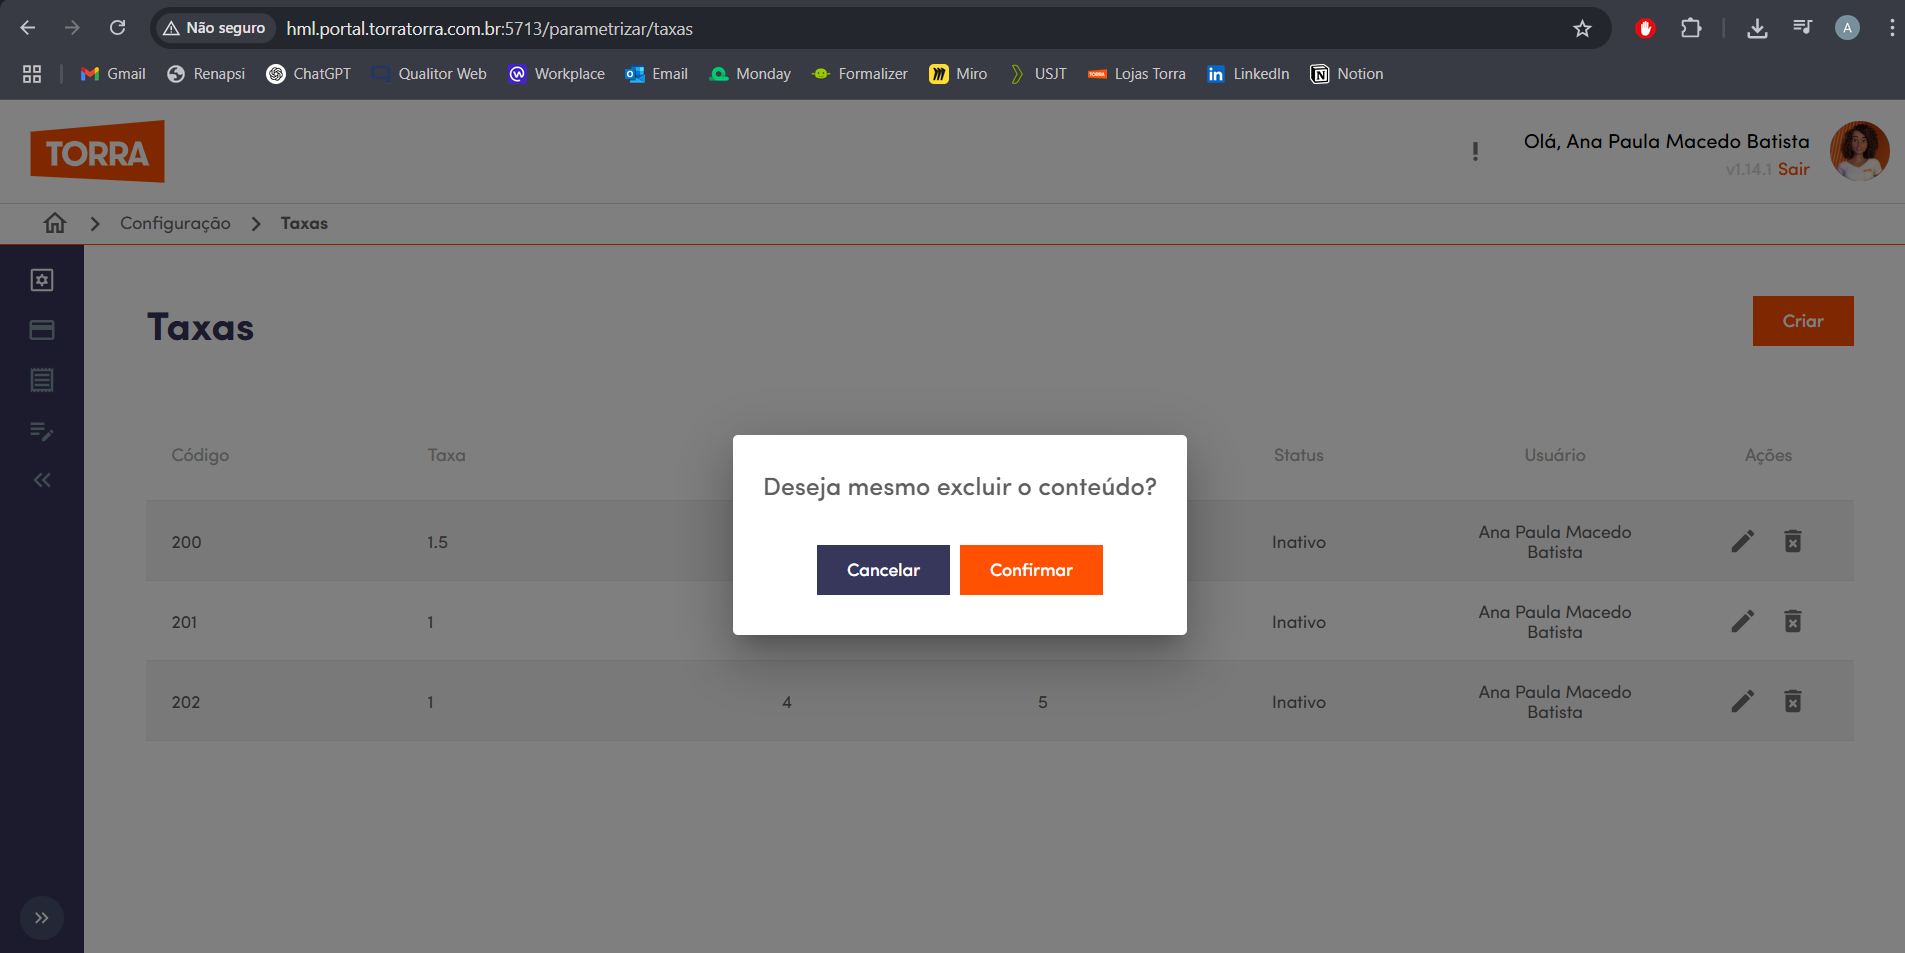 Não seguro
hml.portal.torratorra.com.br:5713/parametrizar/taxas
A
Gmail
Renapsi
ChatGPT
Qualitor Web
Workplace
Email
Monday
Formalizer
Miro
USJT
Lojas Torra
LinkedIn
Notion
TORRA
Olá, Ana Paula Macedo Batista
v1.14.1 Sair
Configuração
Taxas
Taxas
Criar
Código Taxa Status Usuário Ações
Deseja mesmo excluir o conteúdo?
Cancelar Confirmar
200 1.5 Inativo Ana Paula Macedo
Batista
201 1 Inativo Ana Paula Macedo
Batista
202 1 4 5 Inativo Ana Paula Macedo
Batista